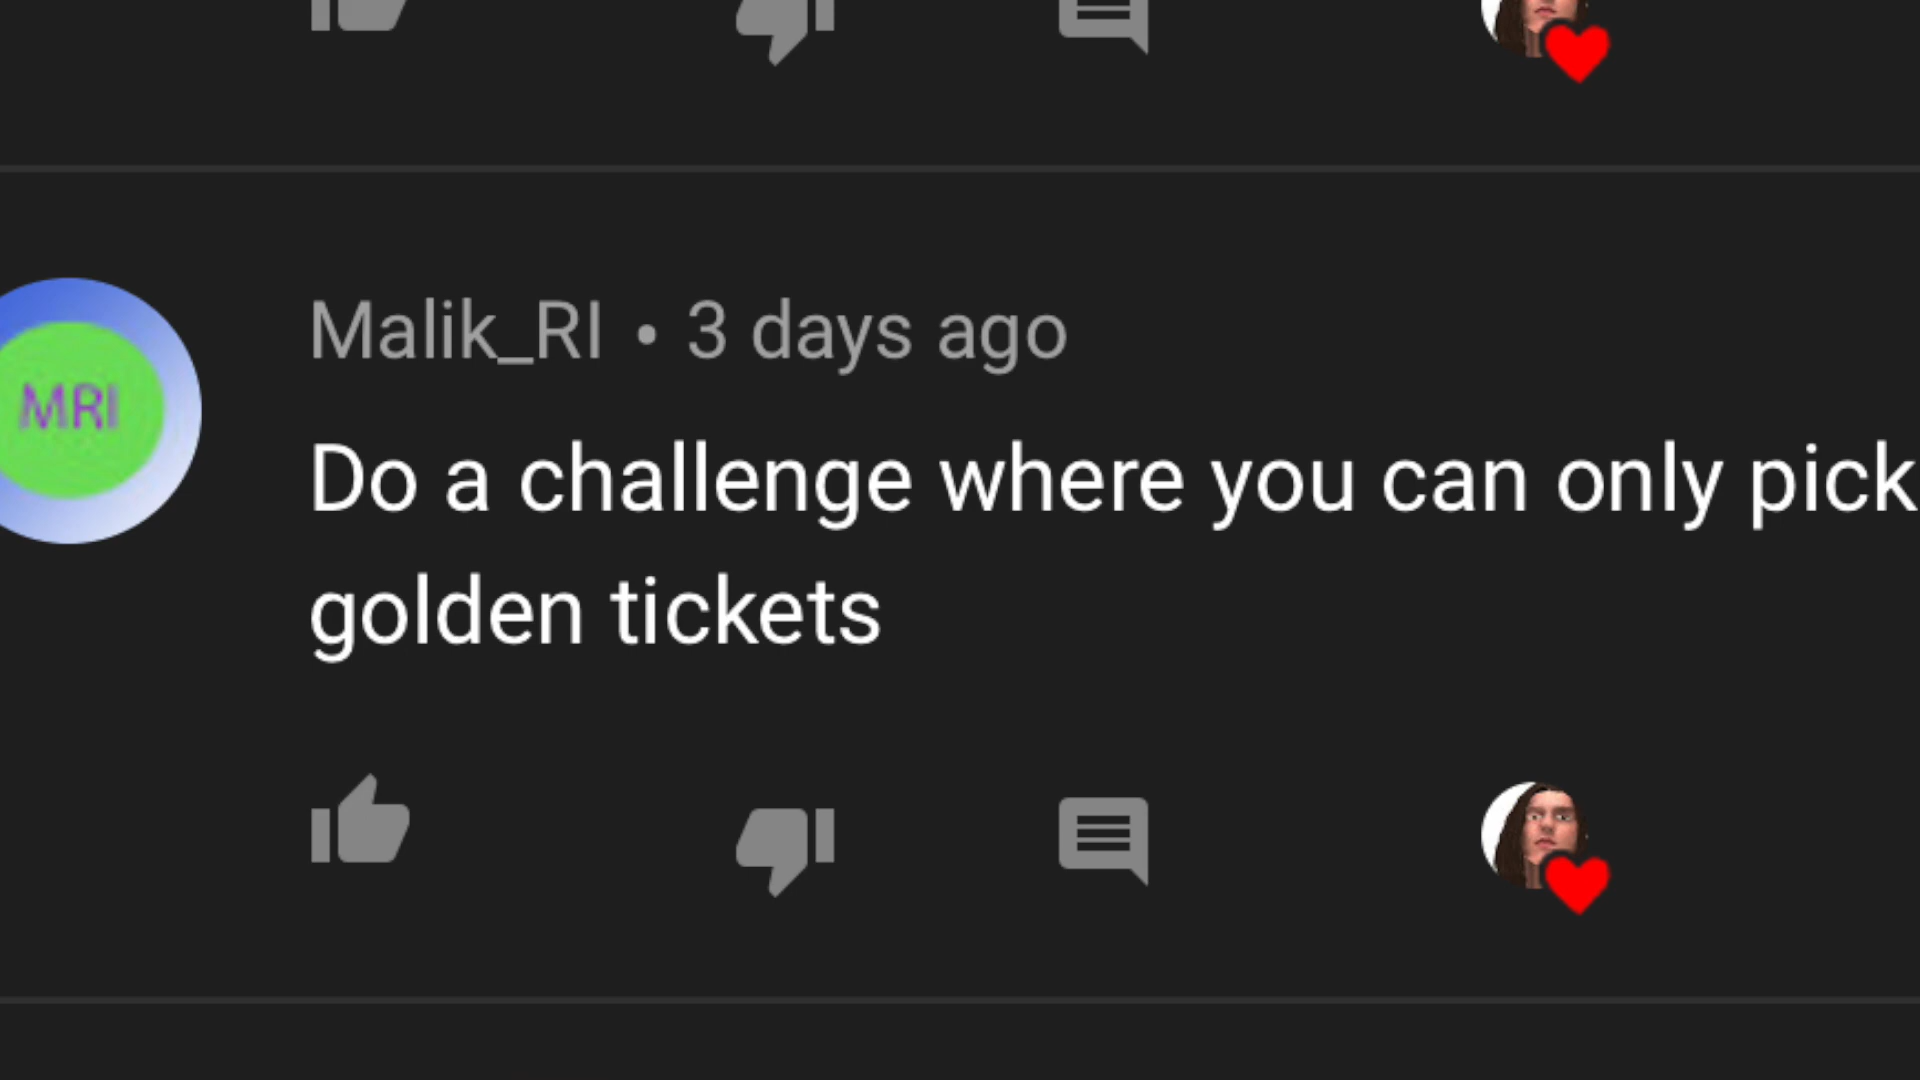 Malik_RI • 3 days ago
MRI
Do a challenge where you can only pick
golden tickets